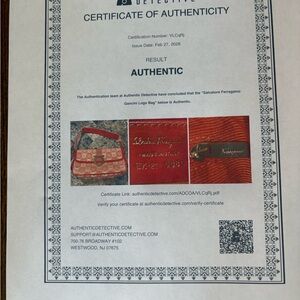 DETECTIVE
CERTIFICATE OF AUTHENTICITY
Certification Number: VLCqRj
Issue Date: Feb 27, 2026
RESULT
AUTHENTIC
The Authentication team at Authentic Detective have concluded that the "Salvatore Ferragamo
Gancini Logo Bag" below is Authentic.
Certificate Link: authenticdetective.com/ADCOA/VLCqRj.pdf
Verify your certificate at authenticdetective.com/verify-certificate
AUTHENTICDETECTIVE.COM
SUPPORT@AUTHENTICDETECTIVE.COM
700-76 BROADWAY #102
WESTWOOD, NJ 07675